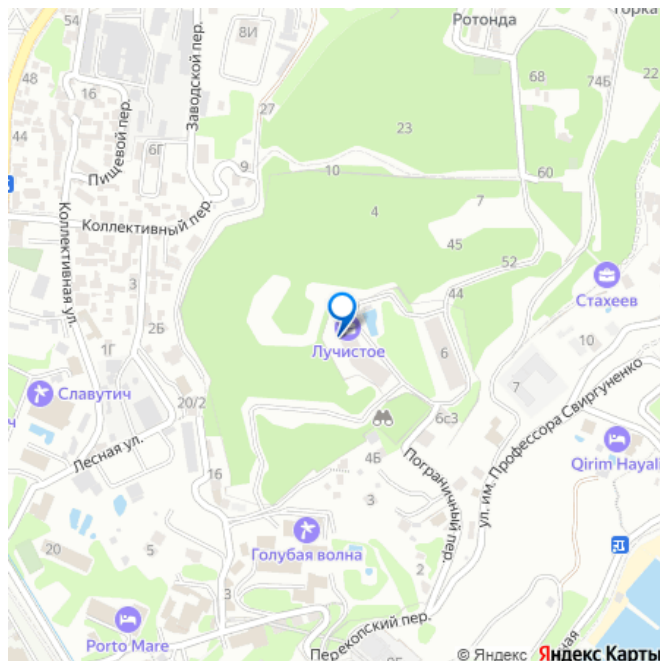 Горка
Ротонда
8И
48
16
Заводской пер.
68
74Б
22
27
44
Пищевой пер.
6Г
23
9
10
60
Коллективный пер.
4
7
Коллективная ул.
45
52
3
44
Стахеев
2Б
10
1Г
Лучистое
6
7
Славутич
20/2
6с3
Лесная ул.
16
4Б
Пограничный пер.
ул. им. Профессора Свиргуненко
Qirim Hayali
3
Голубая волна
20
5
2
3
Porto Mare
Перекопский пер.
© Яндекс
Яндекс Карты